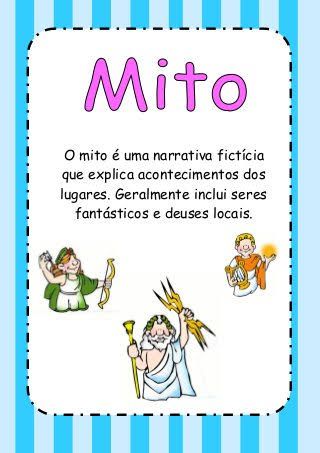 Mito
O mito é uma narrativa fictícia
que explica acontecimentos dos
lugares. Geralmente inclui seres
fantásticos e deuses locais.